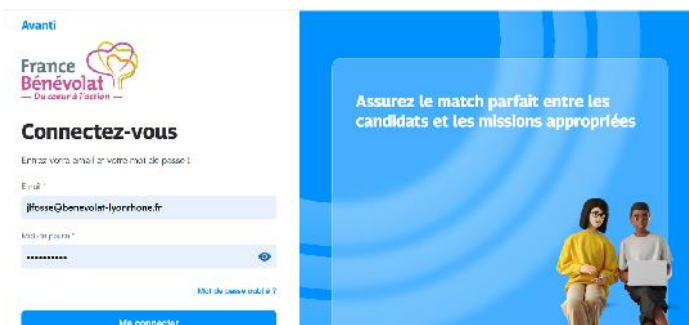 Avanti
France
Bénévolat
Du cœur à l'action
Connectez-vous
Entrez votre email et votre mot de passe !
Email *
jlfosse@benevolat-lyonrhone.fr
Mot de passe *
••••••••••
Mot de passe oublié ?
Me connecter
Assurez le match parfait entre les
candidats et les missions appropriées